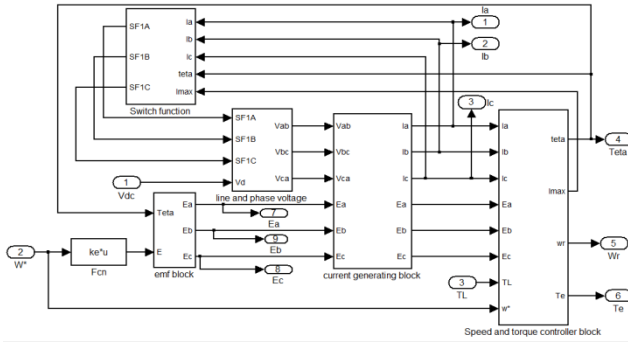 Ia
1
Ia
SF1A
Ib
2
Ib
SF1B
Ic
teta
SF1C
Imax
Switch function
3
Ic
SF1A
Vab
Vab
Ia
Ia
teta
4
Teta
SF1B
Vbc
Vbc
Ib
Ib
SF1C
Vca
Vca
Ic
Ic
Imax
1
Vdc
Vd
line and phase voltage
Teta
Ea
7
Ea
Ea
Ea
Ea
Eb
9
Eb
Eb
Eb
Eb
wr
5
Wr
2
W*
ke*u
Fcn
E
Ec
8
Ec
Ec
Ec
Ec
emf block
current generating block
3
TL
TL
Te
6
Te
w*
Speed and torque controller block